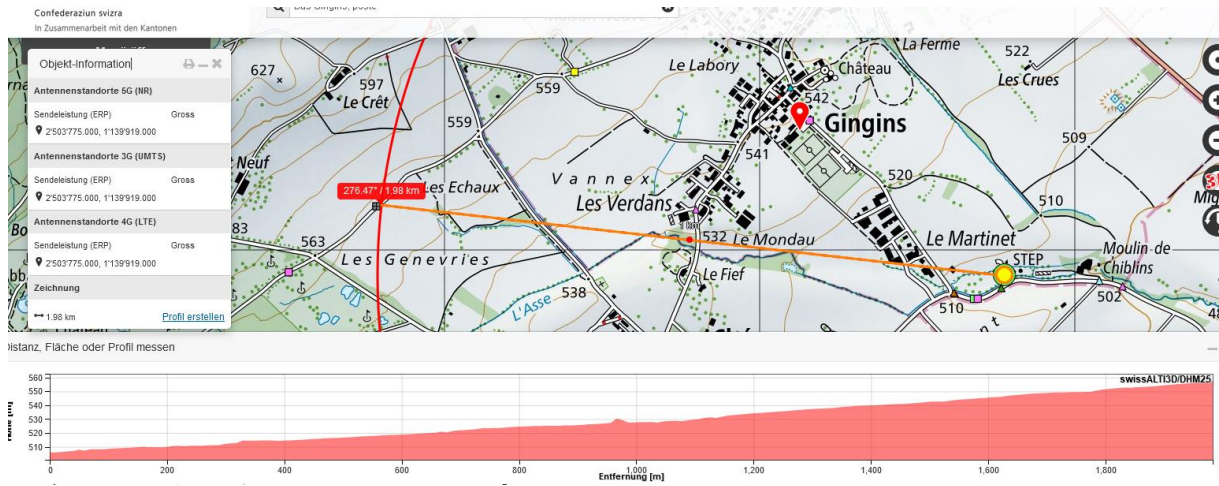 Confederaziun svizra
In Zusammenarbeit mit den Kantonen
Gingins, poste
Objekt-Information
Antennenstandorte 5G (NR)
Sendeleistung (ERP) Gross
2'503'775.000, 1'139'919.000
Antennenstandorte 3G (UMTS)
Sendeleistung (ERP) Gross
2'503'775.000, 1'139'919.000
Antennenstandorte 4G (LTE)
Sendeleistung (ERP) Gross
2'503'775.000, 1'139'919.000
Zeichnung
1.98 km Profil erstellen
627
597
Le Crêt
559
559
Neuf
276.47° / 1.98 km
Les Echaux
83
563
Les Genevries
538
L'Asse
Le Labory
La Ferme
Château
542
Gingins
541
Vannex
Les Verdans
1 km
532
Le Mondau
Le Fief
522
Les Crues
509
520
510
Le Martinet
STEP
Moulin de
Chiblins
510
502
Distanz, Fläche oder Profil messen
swissALTI3D/DHM25
560
550
540
530
520
510
Höhe [m]
0 200 400 600 800 1,000 1,200 1,400 1,600 1,800
Entfernung [m]